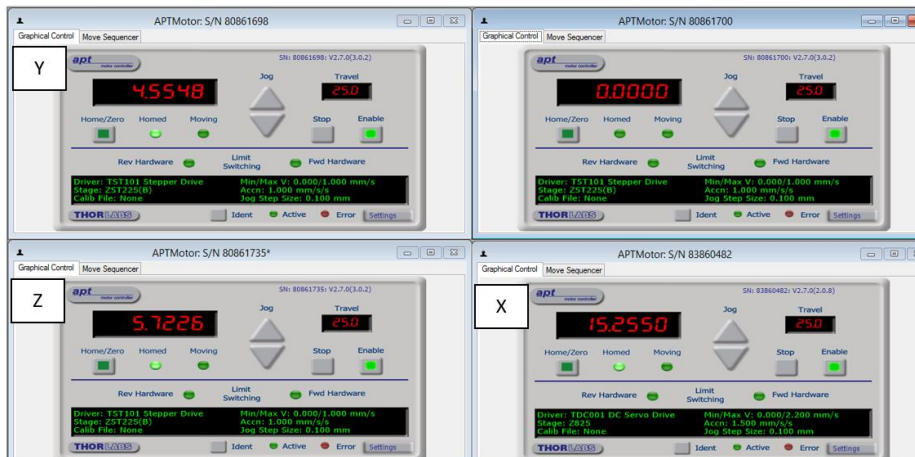 APTMotor: S/N 80861698
Graphical Control Move Sequencer
Y
apt
motor controller
SN: 80861698: V2.7.0(3.0.2)
4.5548
Jog
Travel
25.0
Home/Zero Homed Moving
Stop Enable
Rev Hardware Limit Switching Fwd Hardware
Driver: TST101 Stepper Drive Min/Max V: 0.000/1.000 mm/s
Stage: ZST225(B) Accn: 1.000 mm/s/s
Calib File: None Jog Step Size: 0.100 mm
THORLABS Ident Active Error Settings
APTMotor: S/N 80861700
Graphical Control Move Sequencer
apt
motor controller
SN: 80861700: V2.7.0(3.0.2)
0.0000
Jog
Travel
25.0
Home/Zero Homed Moving
Stop Enable
Rev Hardware Limit Switching Fwd Hardware
Driver: TST101 Stepper Drive Min/Max V: 0.000/1.000 mm/s
Stage: ZST225(B) Accn: 1.000 mm/s/s
Calib File: None Jog Step Size: 0.100 mm
THORLABS Ident Active Error Settings
APTMotor: S/N 80861735*
Graphical Control Move Sequencer
Z
apt
motor controller
SN: 80861735: V2.7.0(3.0.2)
5.7226
Jog
Travel
25.0
Home/Zero Homed Moving
Stop Enable
Rev Hardware Limit Switching Fwd Hardware
Driver: TST101 Stepper Drive Min/Max V: 0.000/1.000 mm/s
Stage: ZST225(B) Accn: 1.000 mm/s/s
Calib File: None Jog Step Size: 0.100 mm
THORLABS Ident Active Error Settings
APTMotor: S/N 83860482
Graphical Control Move Sequencer
X
apt
motor controller
SN: 83860482: V2.7.0(2.0.8)
15.2550
Jog
Travel
25.0
Home/Zero Homed Moving
Stop Enable
Rev Hardware Limit Switching Fwd Hardware
Driver: TDC001 DC Servo Drive Min/Max V: 0.000/2.200 mm/s
Stage: Z825 Accn: 1.500 mm/s/s
Calib File: None Jog Step Size: 0.100 mm
THORLABS Ident Active Error Settings